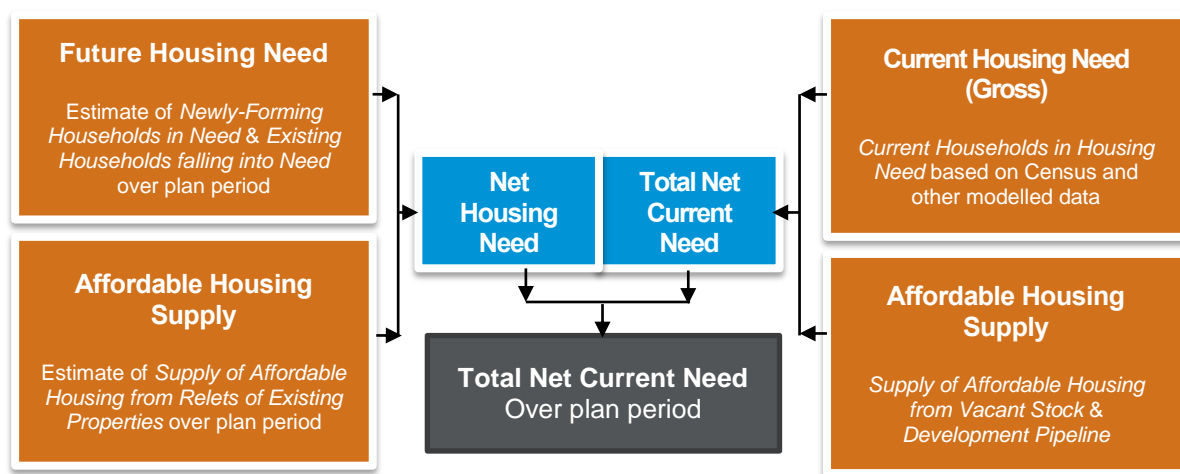 Future Housing Need
Estimate of Newly-Forming
Households in Need & Existing
Households falling into Need
over plan period
Affordable Housing
Supply
Estimate of Supply of Affordable
Housing from Relets of Existing
Properties over plan period
Net
Housing
Need
Total Net
Current
Need
Total Net Current Need
Over plan period
Current Housing Need
(Gross)
Current Households in Housing
Need based on Census and
other modelled data
Affordable Housing
Supply
Supply of Affordable Housing
from Vacant Stock &
Development Pipeline